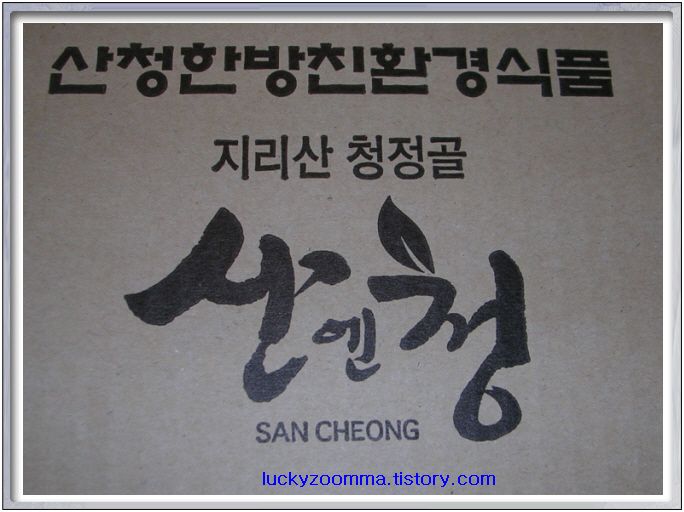 산청한방친환경식품
지리산 청정골
산엔청
SAN CHEONG
luckyzoomma.tistory.com